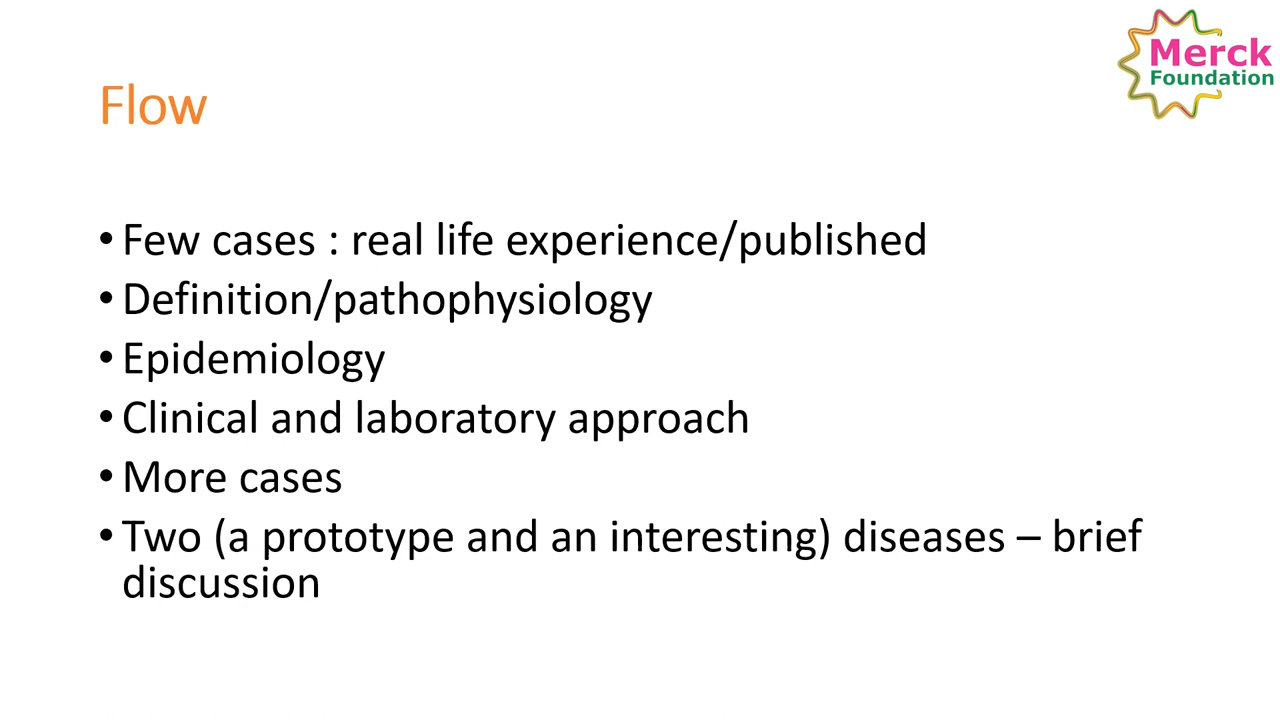 Merck
Foundation
Flow
• Few cases : real life experience/published
• Definition/pathophysiology
• Epidemiology
• Clinical and laboratory approach
• More cases
• Two (a prototype and an interesting) diseases – brief
discussion